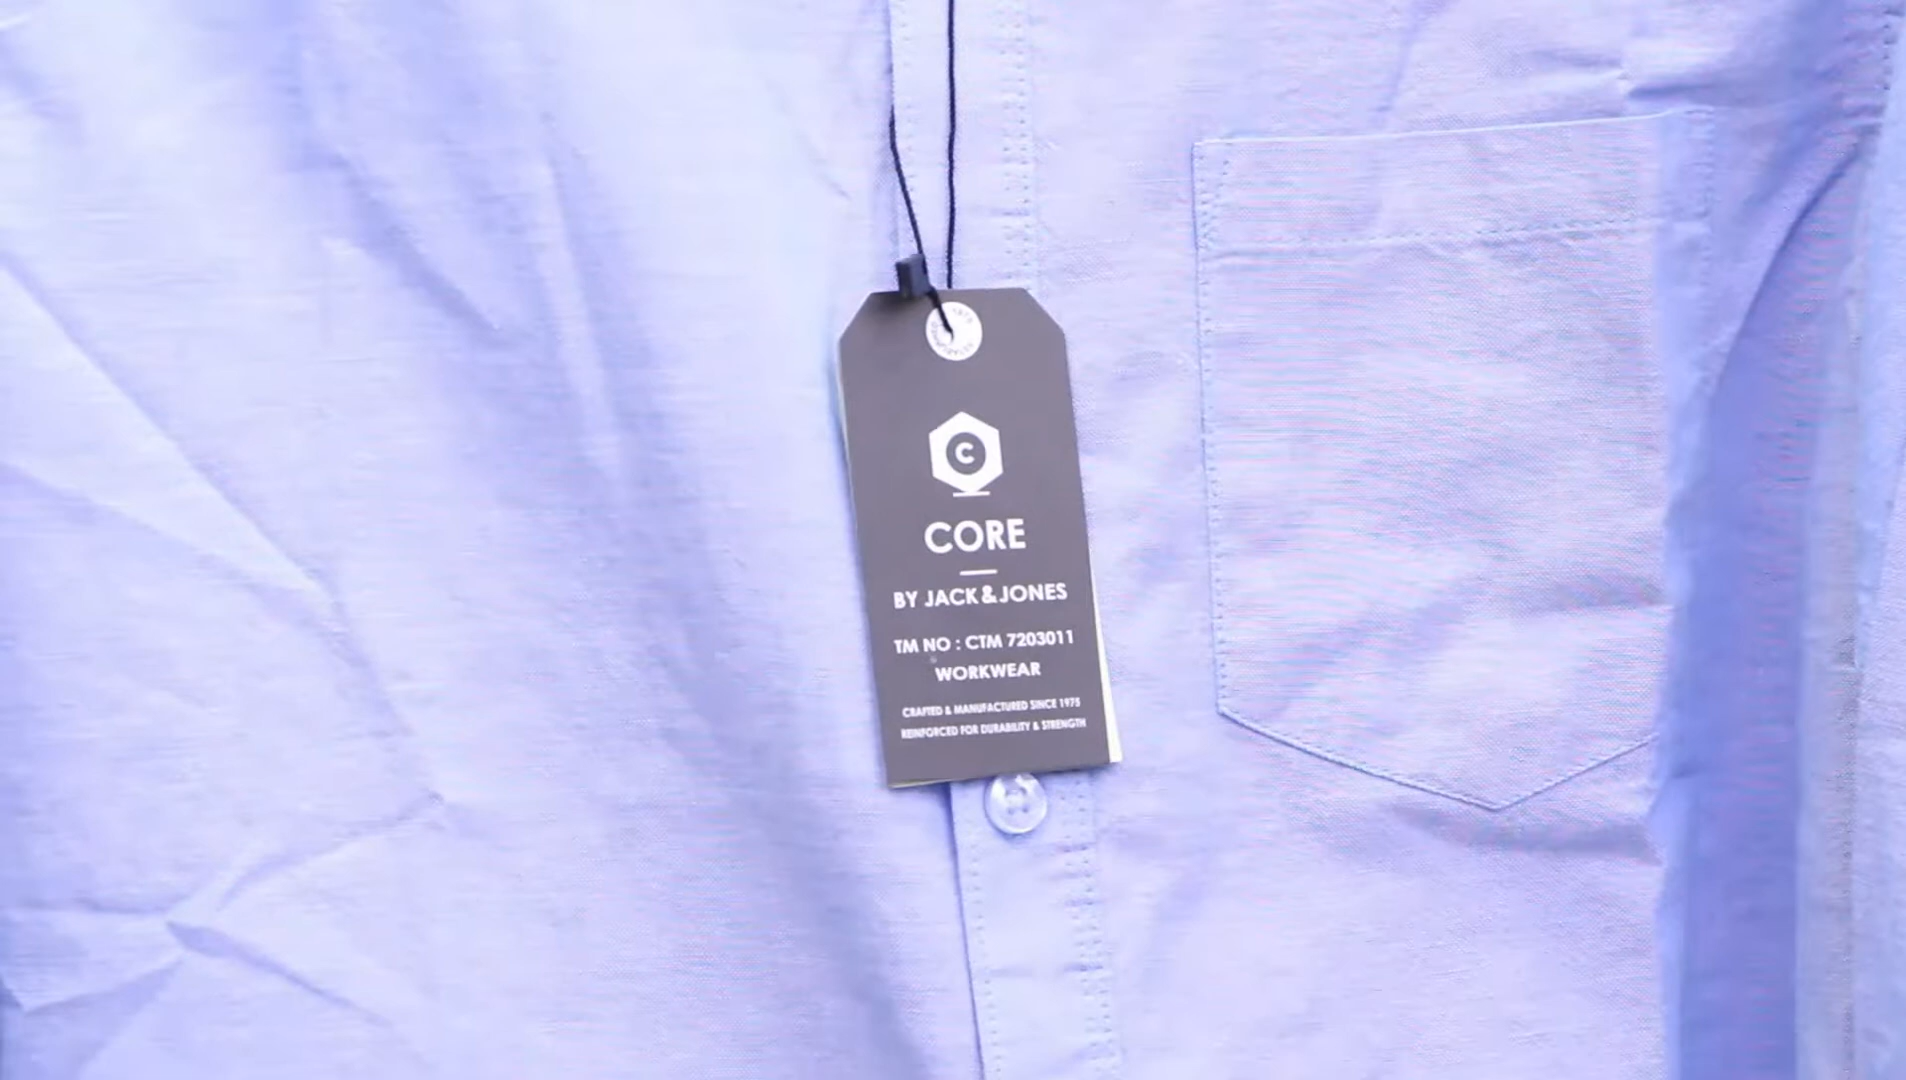 C
CORE
BY JACK & JONES
TM NO : CTM 7203011
WORKWEAR
CRAFTED & MANUFACTURED SINCE 1975
REINFORCED FOR DURABILITY & STRENGTH